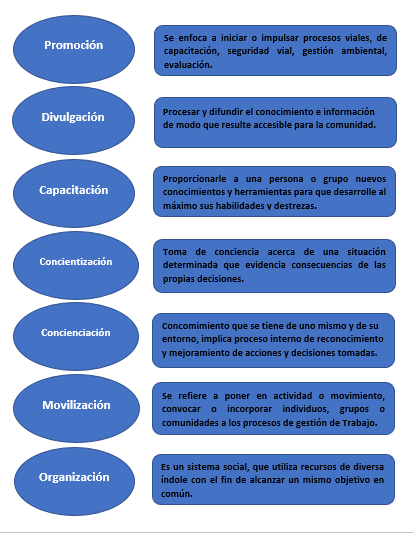 Promoción
Se enfoca a iniciar o impulsar procesos viales, de
capacitación, seguridad vial, gestión ambiental,
evaluación.
Divulgación
Procesar y difundir el conocimiento e información
de modo que resulte accesible para la comunidad.
Capacitación
Proporcionarle a una persona o grupo nuevos
conocimientos y herramientas para que desarrolle al
máximo sus habilidades y destrezas.
Concientización
Toma de conciencia acerca de una situación
determinada que evidencia consecuencias de las
propias decisiones.
Concienciación
Concomimiento que se tiene de uno mismo y de su
entorno, implica proceso interno de reconocimiento
y mejoramiento de acciones y decisiones tomadas.
Movilización
Se refiere a poner en actividad o movimiento,
convocar o incorporar individuos, grupos o
comunidades a los procesos de gestión de Trabajo.
Organización
Es un sistema social, que utiliza recursos de diversa
índole con el fin de alcanzar un mismo objetivo en
común.